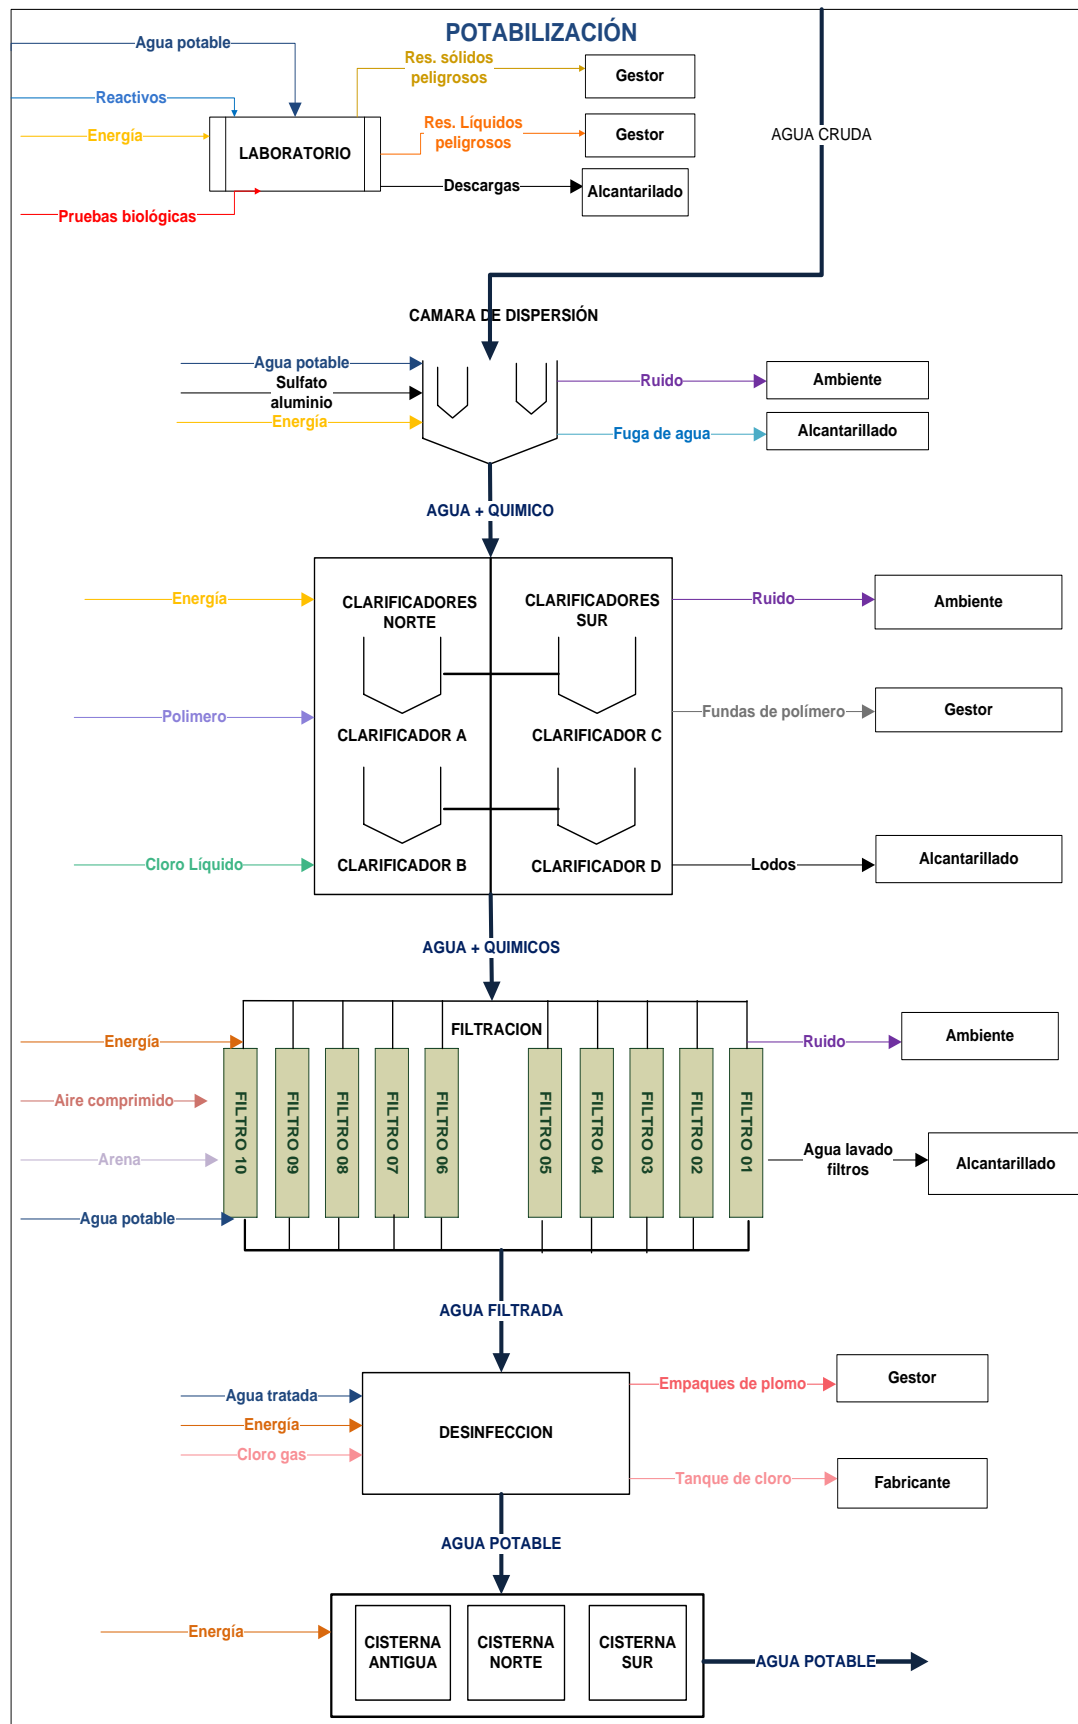 POTABILIZACIÓN
Agua potable
Res. sólidos
peligrosos
Gestor
Reactivos
Energía
Res. Líquidos
peligrosos
Gestor
AGUA CRUDA
LABORATORIO
Descargas
Alcantarilado
Pruebas biológicas
CAMARA DE DISPERSIÓN
Agua potable
Sulfato
aluminio
Energía
Ruido
Ambiente
Fuga de agua
Alcantarillado
AGUA + QUIMICO
Energía
CLARIFICADORES
NORTE
CLARIFICADORES
SUR
Ruido
Ambiente
Polimero
CLARIFICADOR A
CLARIFICADOR C
Fundas de polímero
Gestor
Cloro Líquido
CLARIFICADOR B
CLARIFICADOR D
Lodos
Alcantarillado
AGUA + QUIMICOS
FILTRACION
Energía
Ruido
Ambiente
Aire comprimido
Arena
Agua potable
FILTRO 10
FILTRO 09
FILTRO 08
FILTRO 07
FILTRO 06
FILTRO 05
FILTRO 04
FILTRO 03
FILTRO 02
FILTRO 01
Agua lavado
filtros
Alcantarillado
AGUA FILTRADA
Agua tratada
Energía
Cloro gas
DESINFECCION
Empaques de plomo
Gestor
Tanque de cloro
Fabricante
AGUA POTABLE
Energía
CISTERNA
ANTIGUA
CISTERNA
NORTE
CISTERNA
SUR
AGUA POTABLE